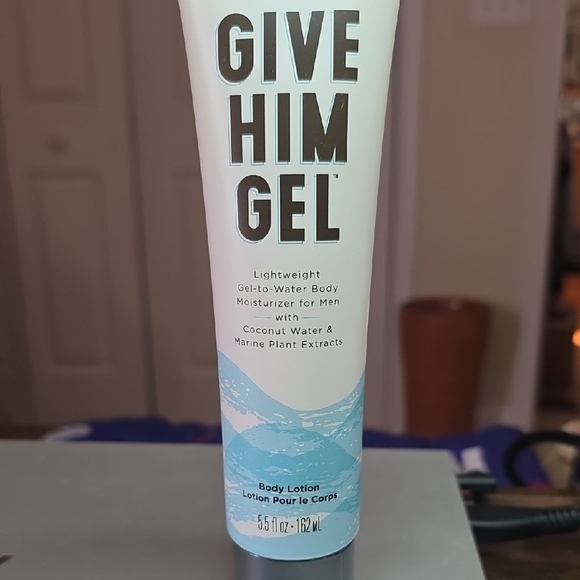 GIVE
HIM
GEL™
Lightweight
Gel-to-Water Body
Moisturizer for Men
with
Coconut Water &
Marine Plant Extracts
Body Lotion
Lotion Pour le Corps
5.5 fl oz • 162 mL